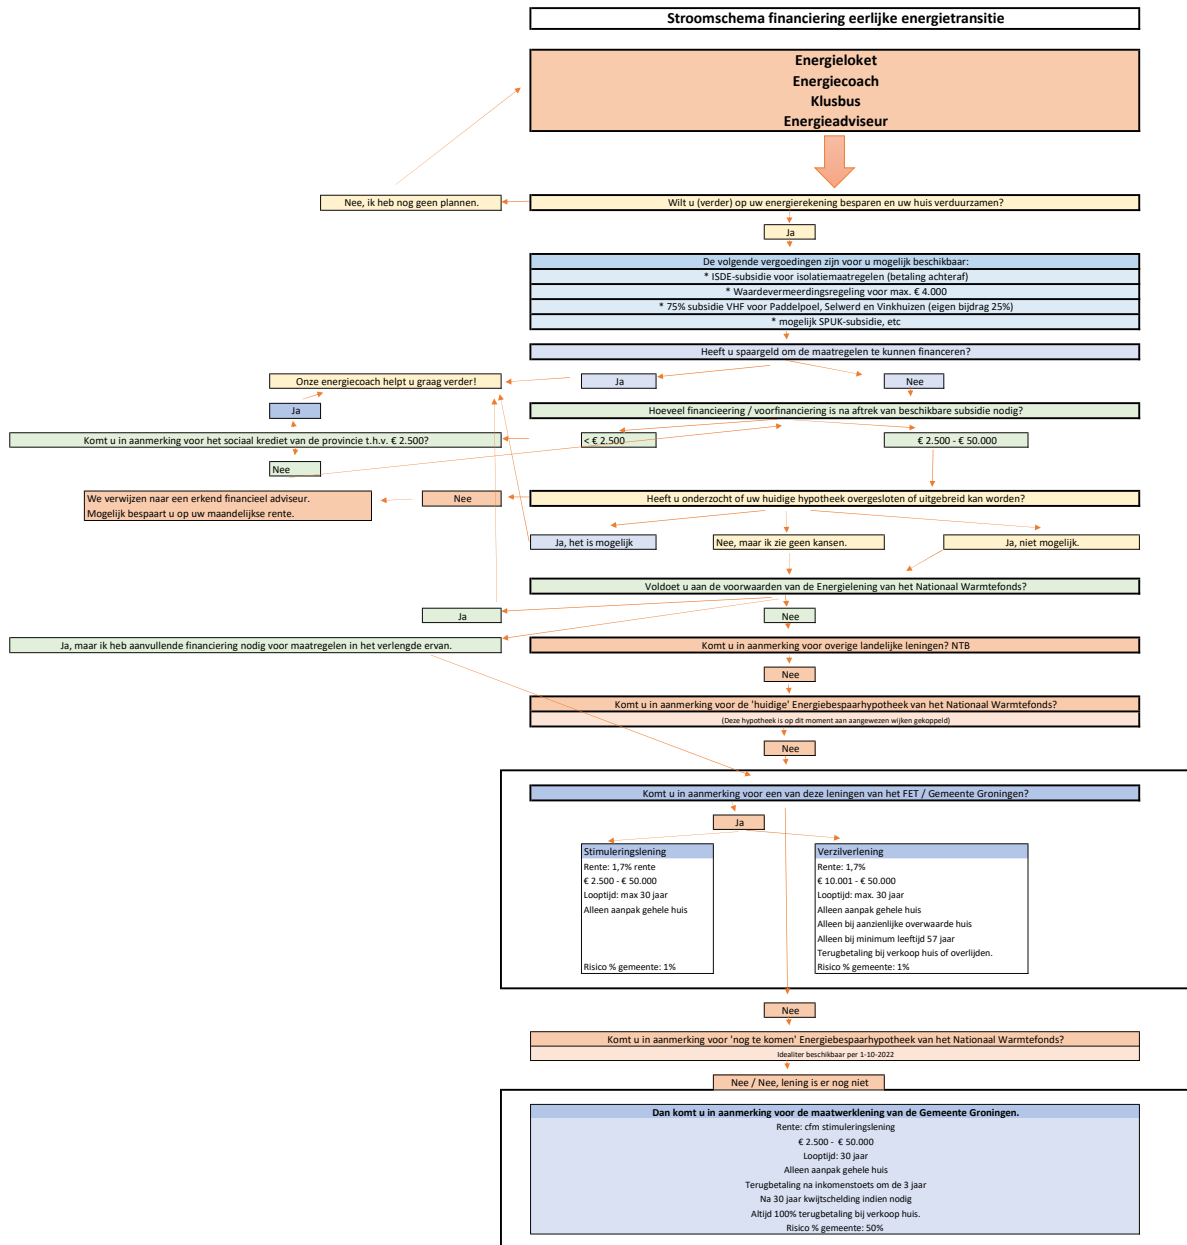 Stroomschema financiering eerlijke energietransitie
Energieloket
Energiecoach
Klusbus
Energieadviseur
Nee, ik heb nog geen plannen.
Wilt u (verder) op uw energierekening besparen en uw huis verduurzamen?
Ja
De volgende vergoedingen zijn voor u mogelijk beschikbaar:
* ISDE-subsidie voor isolatiemaatregelen (betaling achteraf)
* Waardevermeerdingsregeling voor max. € 4.000
* 75% subsidie VHF voor Paddelpoel, Selwerd en Vinkhuizen (eigen bijdrag 25%)
* mogelijk SPUK-subsidie, etc
Heeft u spaargeld om de maatregelen te kunnen financeren?
Onze energiecoach helpt u graag verder!
Ja
Nee
Ja
Hoeveel financieering / voorfinanciering is na aftrek van beschikbare subsidie nodig?
Komt u in aanmerking voor het sociaal krediet van de provincie t.h.v. € 2.500?
< € 2.500
€ 2.500 - € 50.000
Nee
We verwijzen naar een erkend financieel adviseur.
Mogelijk bespaart u op uw maandelijkse rente.
Nee
Heeft u onderzocht of uw huidige hypotheek overgesloten of uitgebreid kan worden?
Ja, het is mogelijk
Nee, maar ik zie geen kansen.
Ja, niet mogelijk.
Voldoet u aan de voorwaarden van de Energielening van het Nationaal Warmtefonds?
Ja
Nee
Ja, maar ik heb aanvullende financiering nodig voor maatregelen in het verlengde ervan.
Komt u in aanmerking voor overige landelijke leningen? NTB
Nee
Komt u in aanmerking voor de 'huidige' Energiebespaarhypotheek van het Nationaal Warmtefonds?
(Deze hypotheek is op dit moment aan aangewezen wijken gekoppeld)
Nee
Komt u in aanmerking voor een van deze leningen van het FET / Gemeente Groningen?
Ja
Stimuleringslening
Rente: 1,7% rente
€ 2.500 - € 50.000
Looptijd: max 30 jaar
Alleen aanpak gehele huis
Risico % gemeente: 1%
Verzilverlening
Rente: 1,7%
€ 10.001 - € 50.000
Looptijd: max. 30 jaar
Alleen aanpak gehele huis
Alleen bij aanzienlijke overwaarde huis
Alleen bij minimum leeftijd 57 jaar
Terugbetaling bij verkoop huis of overlijden.
Risico % gemeente: 1%
Nee
Komt u in aanmerking voor 'nog te komen' Energiebespaarhypotheek van het Nationaal Warmtefonds?
Idealiter beschikbaar per 1-10-2022
Nee / Nee, lening is er nog niet
Dan komt u in aanmerking voor de maatwerklening van de Gemeente Groningen.
Rente: cfm stimuleringslening
€ 2.500 - € 50.000
Looptijd: 30 jaar
Alleen aanpak gehele huis
Terugbetaling na inkomenstoets om de 3 jaar
Na 30 jaar kwijtschelding indien nodig
Altijd 100% terugbetaling bij verkoop huis.
Risico % gemeente: 50%